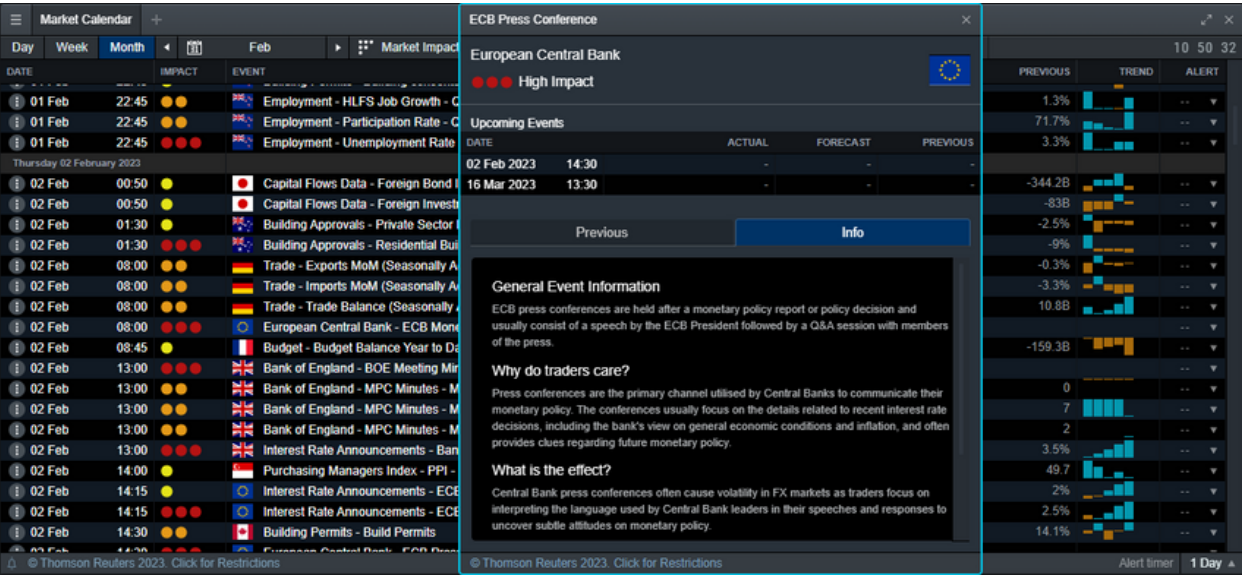 Market Calendar +
Day Week Month Feb Market Impact
DATE IMPACT EVENT
01 Feb 22:45 Employment - HLFS Job Growth - Q
01 Feb 22:45 Employment - Participation Rate - Q
01 Feb 22:45 Employment - Unemployment Rate
Thursday 02 February 2023
02 Feb 00:50 Capital Flows Data - Foreign Bond I
02 Feb 00:50 Capital Flows Data - Foreign Invest
02 Feb 01:30 Building Approvals - Private Sector
02 Feb 01:30 Building Approvals - Residential Bui
02 Feb 08:00 Trade - Exports MoM (Seasonally A
02 Feb 08:00 Trade - Imports MoM (Seasonally A
02 Feb 08:00 Trade - Trade Balance (Seasonally
02 Feb 08:00 European Central Bank - ECB Mone
02 Feb 08:45 Budget - Budget Balance Year to Da
02 Feb 13:00 Bank of England - BOE Meeting Min
02 Feb 13:00 Bank of England - MPC Minutes - M
02 Feb 13:00 Bank of England - MPC Minutes - M
02 Feb 13:00 Bank of England - MPC Minutes - M
02 Feb 13:00 Interest Rate Announcements - Ban
02 Feb 14:00 Purchasing Managers Index - PPI -
02 Feb 14:15 Interest Rate Announcements - ECB
02 Feb 14:15 Interest Rate Announcements - ECB
02 Feb 14:30 Building Permits - Build Permits
© Thomson Reuters 2023. Click for Restrictions
ECB Press Conference
European Central Bank
High Impact
Upcoming Events
DATE ACTUAL FORECAST PREVIOUS
02 Feb 2023 14:30 - - -
16 Mar 2023 13:30 - - -
Previous Info
General Event Information
ECB press conferences are held after a monetary policy report or policy decision and
usually consist of a speech by the ECB President followed by a Q&A session with members
of the press.
Why do traders care?
Press conferences are the primary channel utilised by Central Banks to communicate their
monetary policy. The conferences usually focus on the details related to recent interest rate
decisions, including the bank's view on general economic conditions and inflation, and often
provides clues regarding future monetary policy.
What is the effect?
Central Bank press conferences often cause volatility in FX markets as traders focus on
interpreting the language used by Central Bank leaders in their speeches and responses to
uncover subtle attitudes on monetary policy.
© Thomson Reuters 2023. Click for Restrictions
10 50 32
PREVIOUS TREND ALERT
1.3% --
71.7% --
3.3% --
-344.2B --
-83B --
-2.5% --
-9% --
-0.3% --
-3.3% --
10.8B --
--
-159.3B --
--
0 --
7 --
2 --
3.5% --
49.7 --
2% --
2.5% --
14.1% --
Alert timer 1 Day